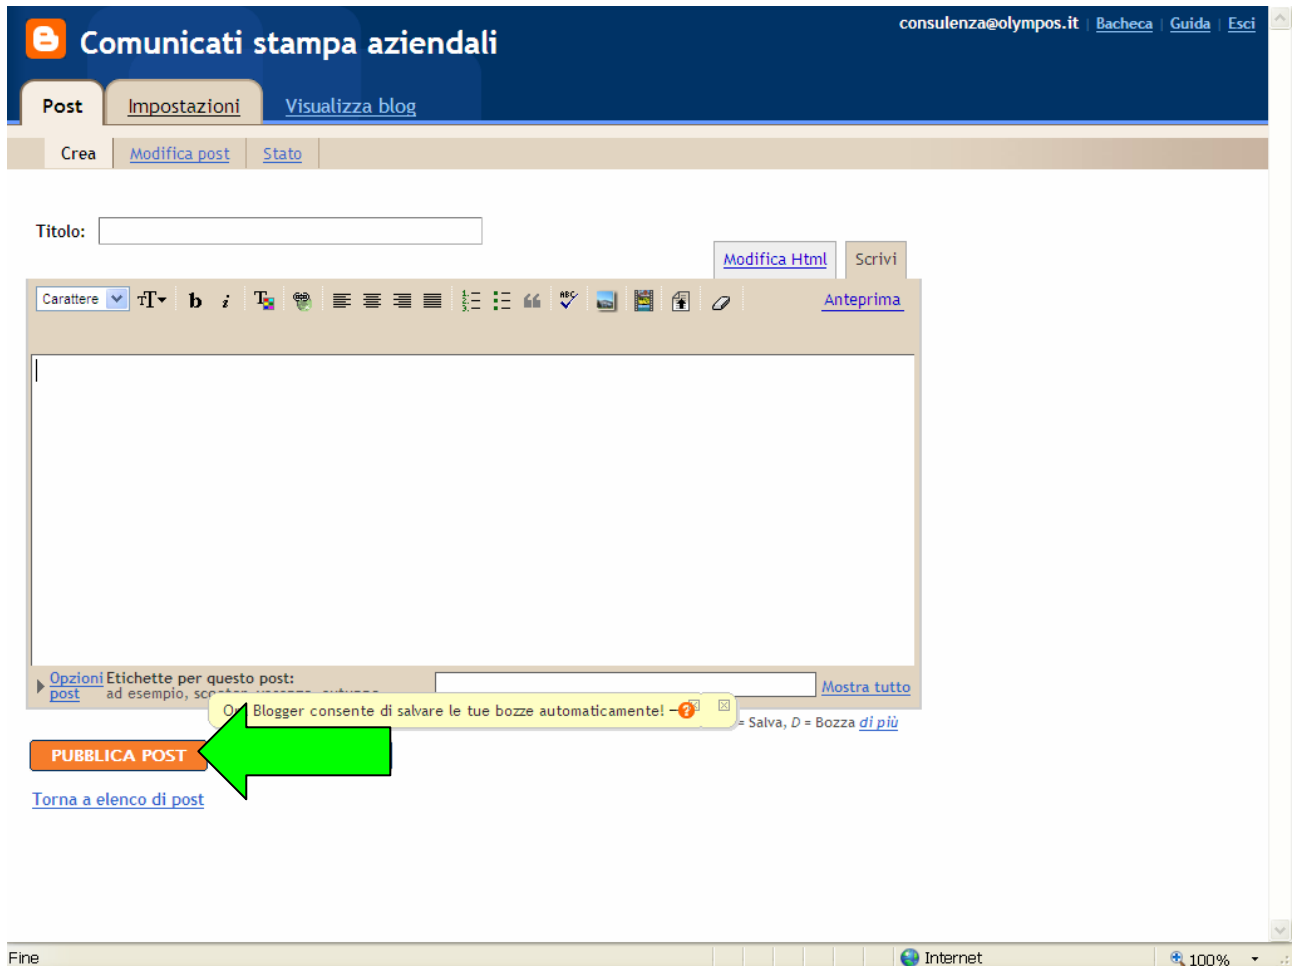 consulenza@olympos.it | Bacheca | Guida | Esci
Comunicati stampa aziendali
Post Impostazioni Visualizza blog
Crea Modifica post Stato
Titolo:
Modifica Html Scrivi
Carattere Anteprima
Opzioni post
Etichette per questo post:
ad esempio,
Mostra tutto
Blogger consente di salvare le tue bozze automaticamente! –
= Salva, D = Bozza di più
PUBBLICA POST
Torna a elenco di post
Fine Internet 100%